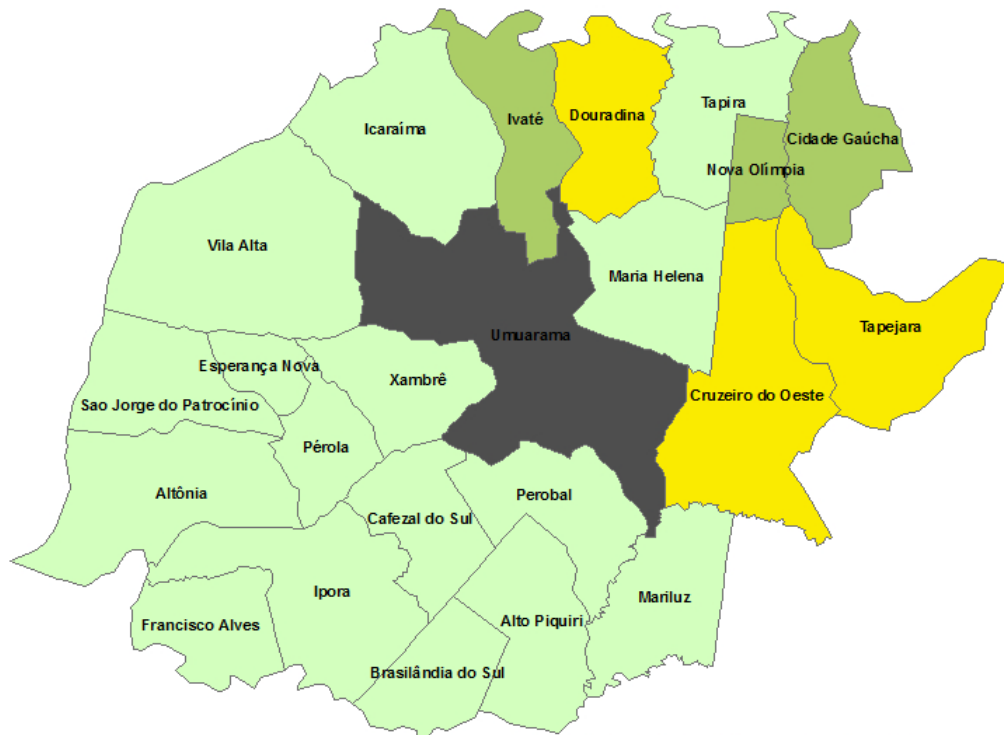 Icaraíma
Ivaté
Douradina
Tapira
Cidade Gaúcha
Nova Olímpia
Vila Alta
Maria Helena
Umuarama
Tapejara
Esperança Nova
Xambrê
Cruzeiro do Oeste
Sao Jorge do Patrocínio
Pérola
Altônia
Perobal
Cafezal do Sul
Ipora
Mariluz
Francisco Alves
Alto Piquiri
Brasilândia do Sul